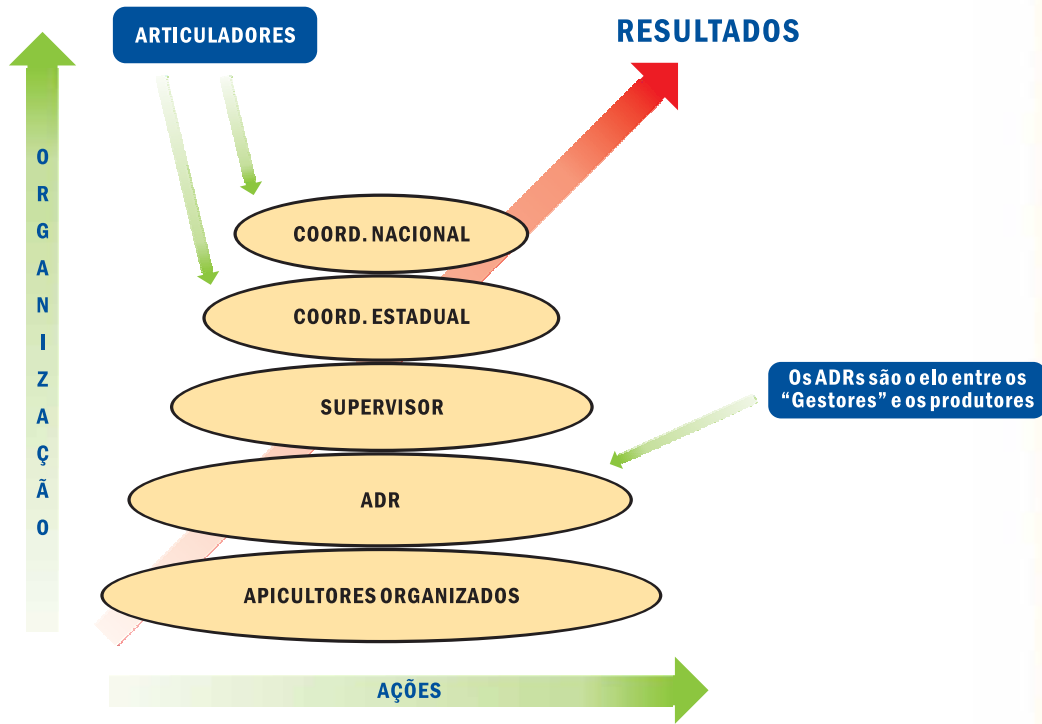 ARTICULADORES
RESULTADOS
ORGANIZAÇÃO
COORD. NACIONAL
COORD. ESTADUAL
SUPERVISOR
Os ADRs são o elo entre os
“Gestores” e os produtores
ADR
APICULTORES ORGANIZADOS
AÇÕES